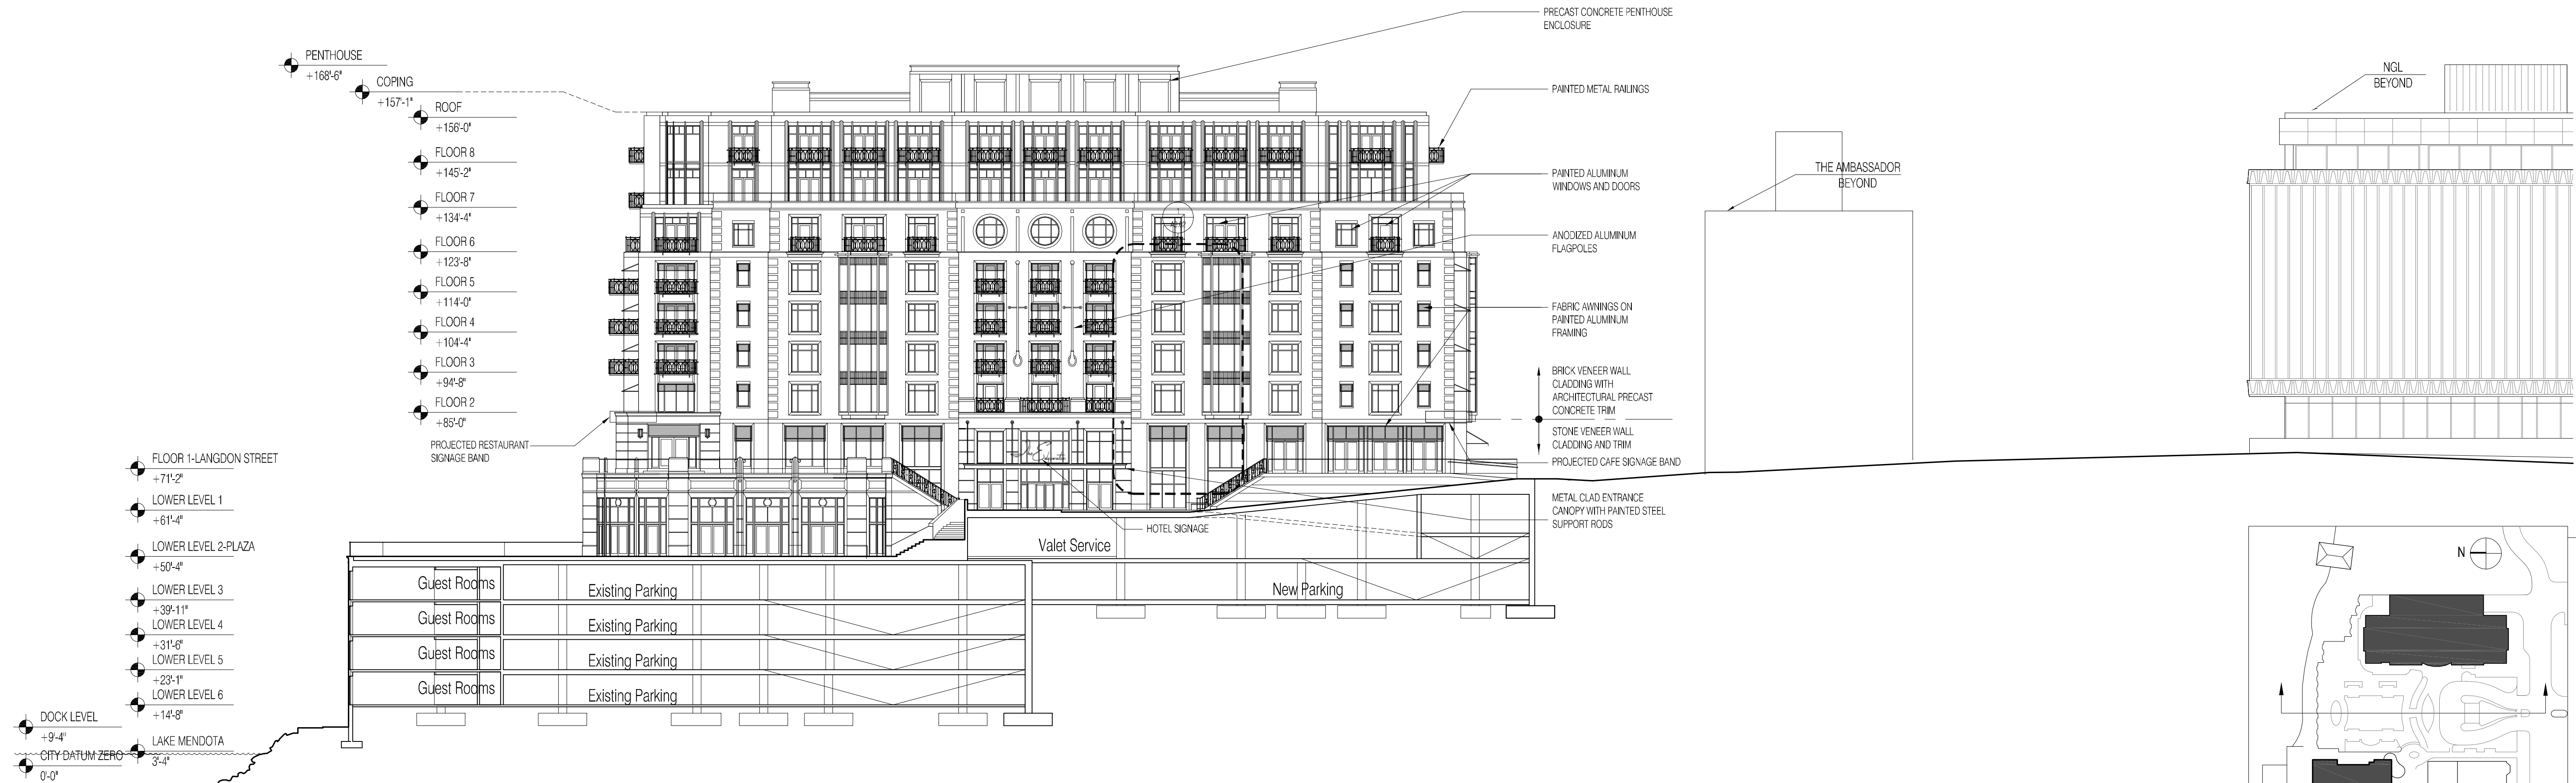 PENTHOUSE
+168'-6"
COPING
+157'-1"
ROOF
+156'-0"
FLOOR 8
+145'-2"
FLOOR 7
+134'-4"
FLOOR 6
+123'-8"
FLOOR 5
+114'-0"
FLOOR 4
+104'-4"
FLOOR 3
+94'-8"
FLOOR 2
+85'-0"
PROJECTED RESTAURANT
SIGNAGE BAND
FLOOR 1-LANGDON STREET
+71'-2"
LOWER LEVEL 1
+61'-4"
LOWER LEVEL 2-PLAZA
+50'-4"
LOWER LEVEL 3
+39'-11"
LOWER LEVEL 4
+31'-6"
LOWER LEVEL 5
+23'-1"
LOWER LEVEL 6
+14'-8"
DOCK LEVEL
+9'-4"
LAKE MENDOTA
3'-4"
CITY DATUM ZERO
0'-0"
Guest Rooms
Existing Parking
Guest Rooms
Existing Parking
Guest Rooms
Existing Parking
Guest Rooms
Existing Parking
Valet Service
New Parking
HOTEL SIGNAGE
1
PRECAST CONCRETE PENTHOUSE
ENCLOSURE
PAINTED METAL RAILINGS
PAINTED ALUMINUM
WINDOWS AND DOORS
ANODIZED ALUMINUM
FLAGPOLES
FABRIC AWNINGS ON
PAINTED ALUMINUM
FRAMING
BRICK VENEER WALL
CLADDING WITH
ARCHITECTURAL PRECAST
CONCRETE TRIM
STONE VENEER WALL
CLADDING AND TRIM
PROJECTED CAFE SIGNAGE BAND
METAL CLAD ENTRANCE
CANOPY WITH PAINTED STEEL
SUPPORT RODS
THE AMBASSADOR
BEYOND
NGL
BEYOND
N